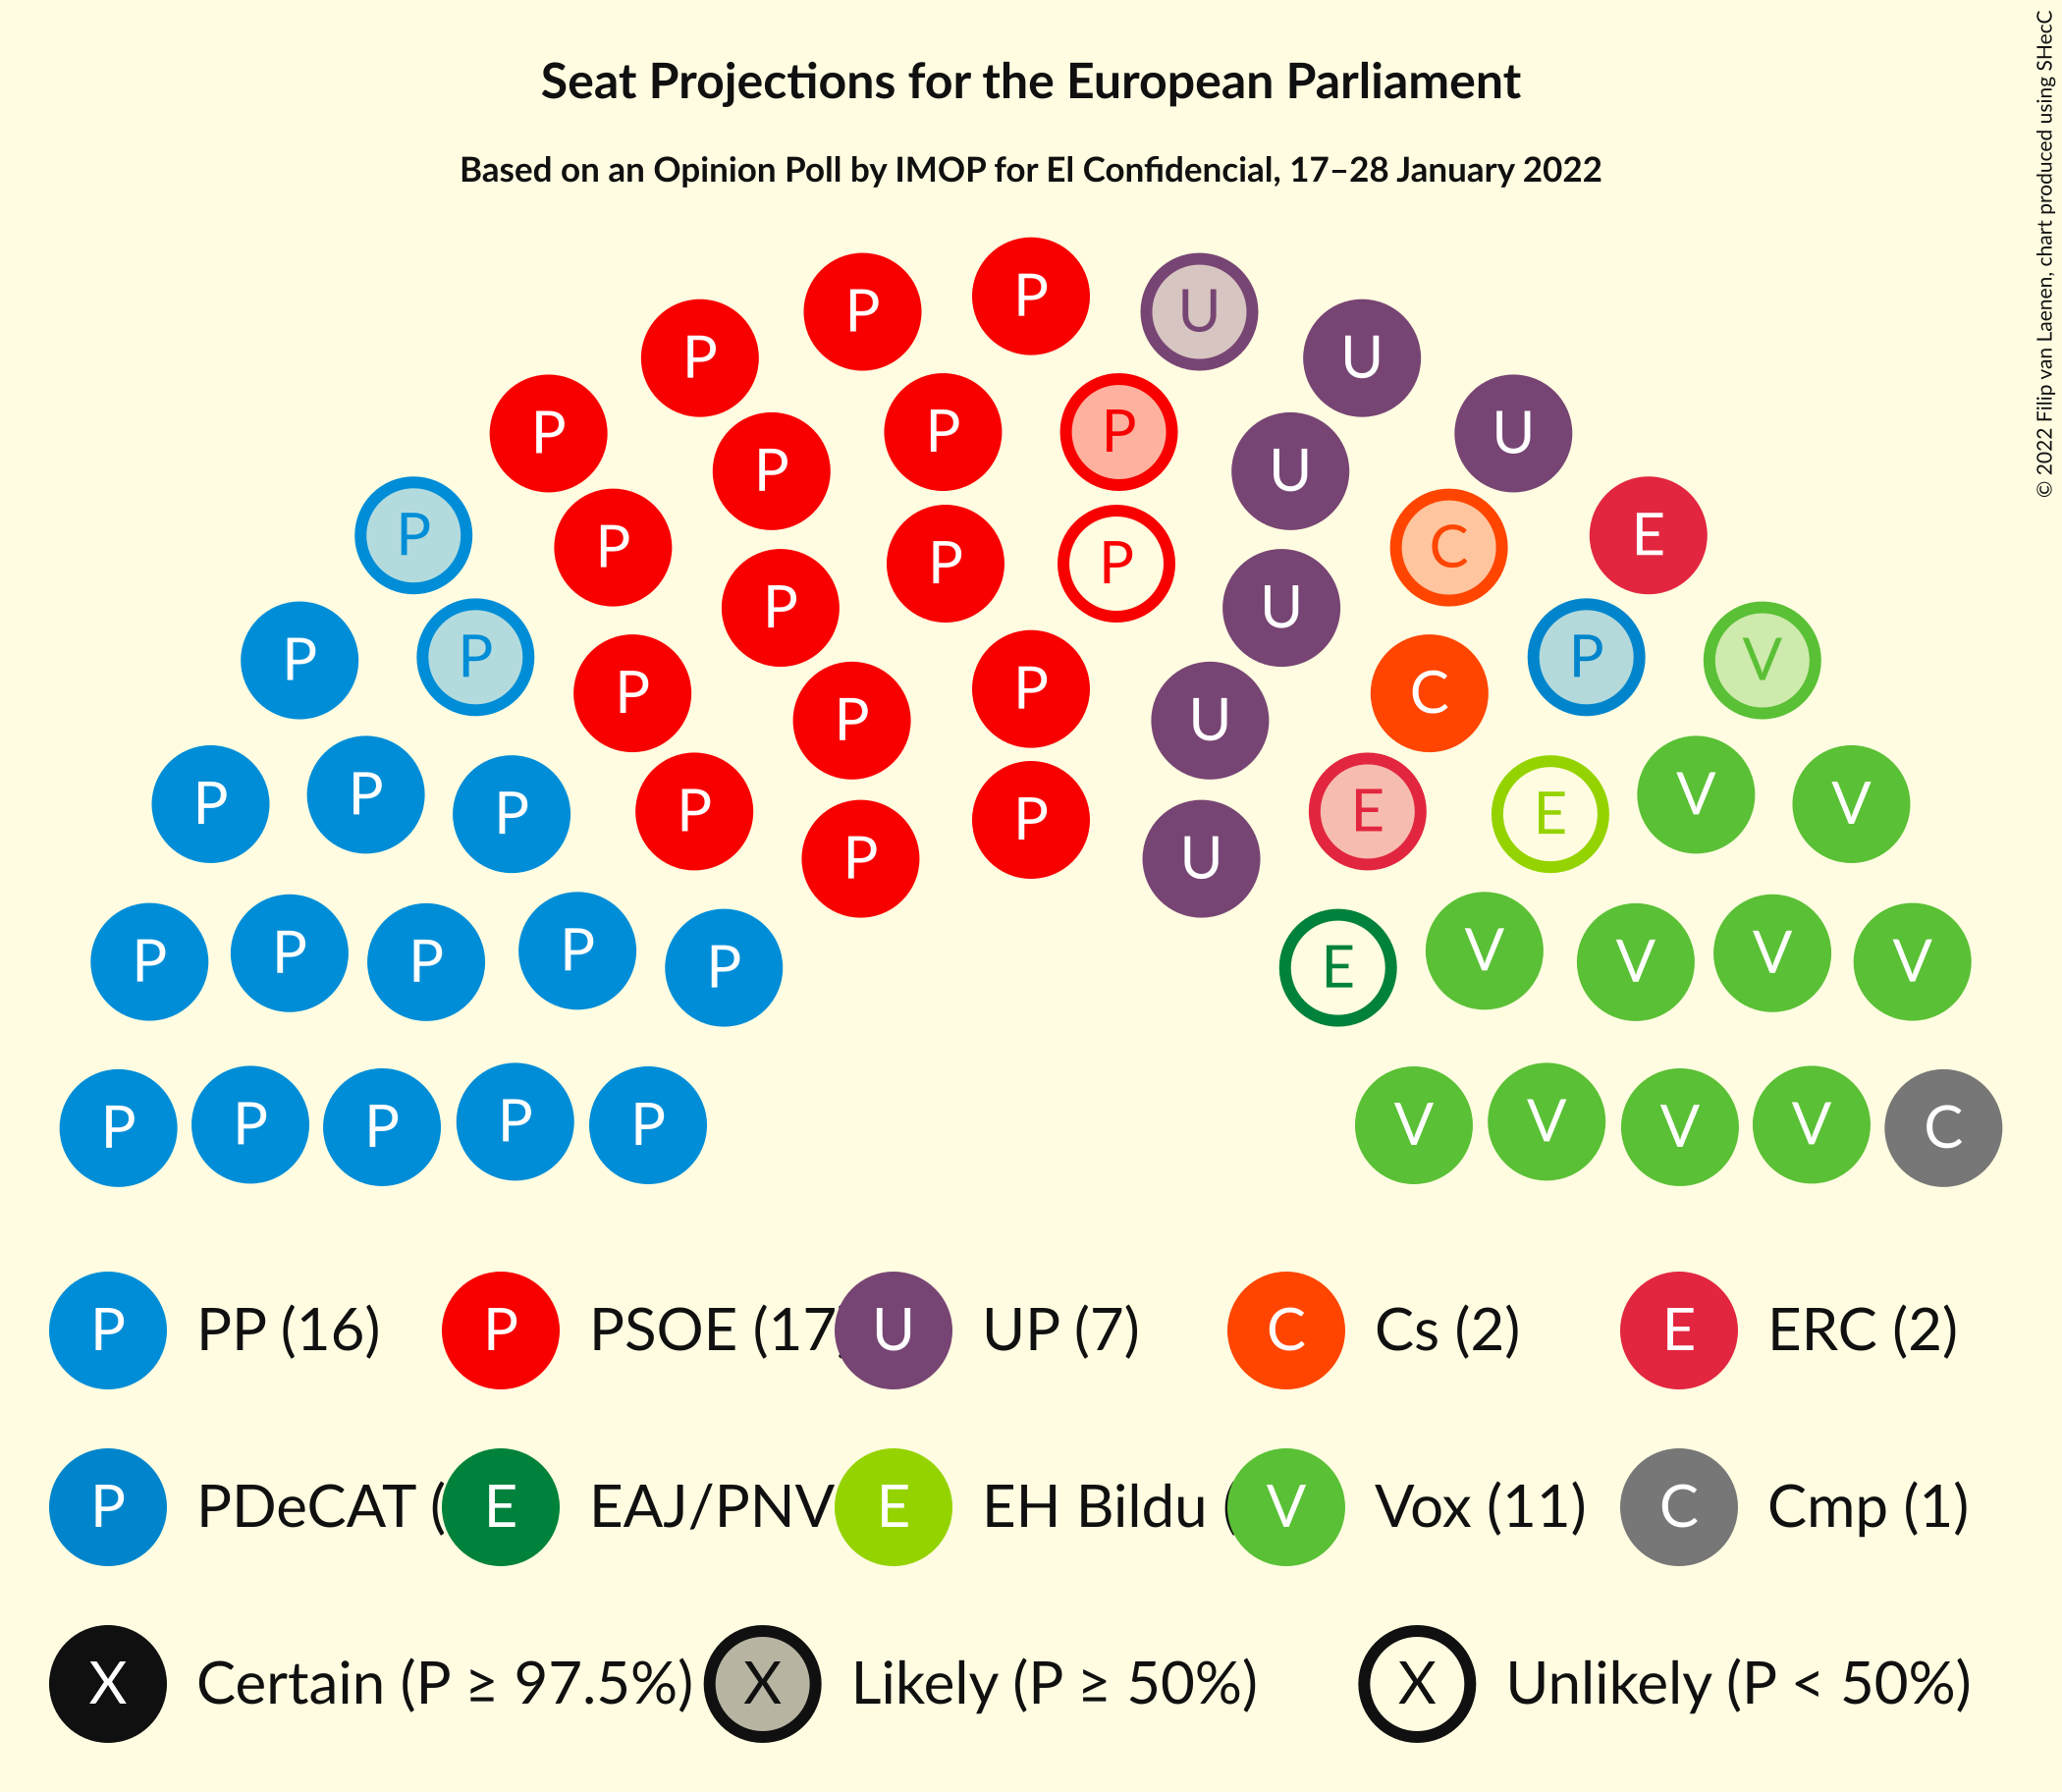 Seat Projections for the European Parliament
Based on an Opinion Poll by IMOP for El Confidencial, 17–28 January 2022
© 2022 Filip van Laenen, chart produced using SHecC
P P U
P P U U
P P P
P P U
P P P U
P P C E
P P U
P P P V
P P C
P U
P P V V
P P E E
P
P U
P P P P P E V V V V
P P P P P V V V V C
P PP (16) P PSOE (17 U UP (7) C Cs (2) E ERC (2)
P PDeCAT ( E EAJ/PNV E EH Bildu ( V Vox (11) C Cmp (1)
X Certain (P ≥ 97.5%) X Likely (P ≥ 50%) X Unlikely (P < 50%)